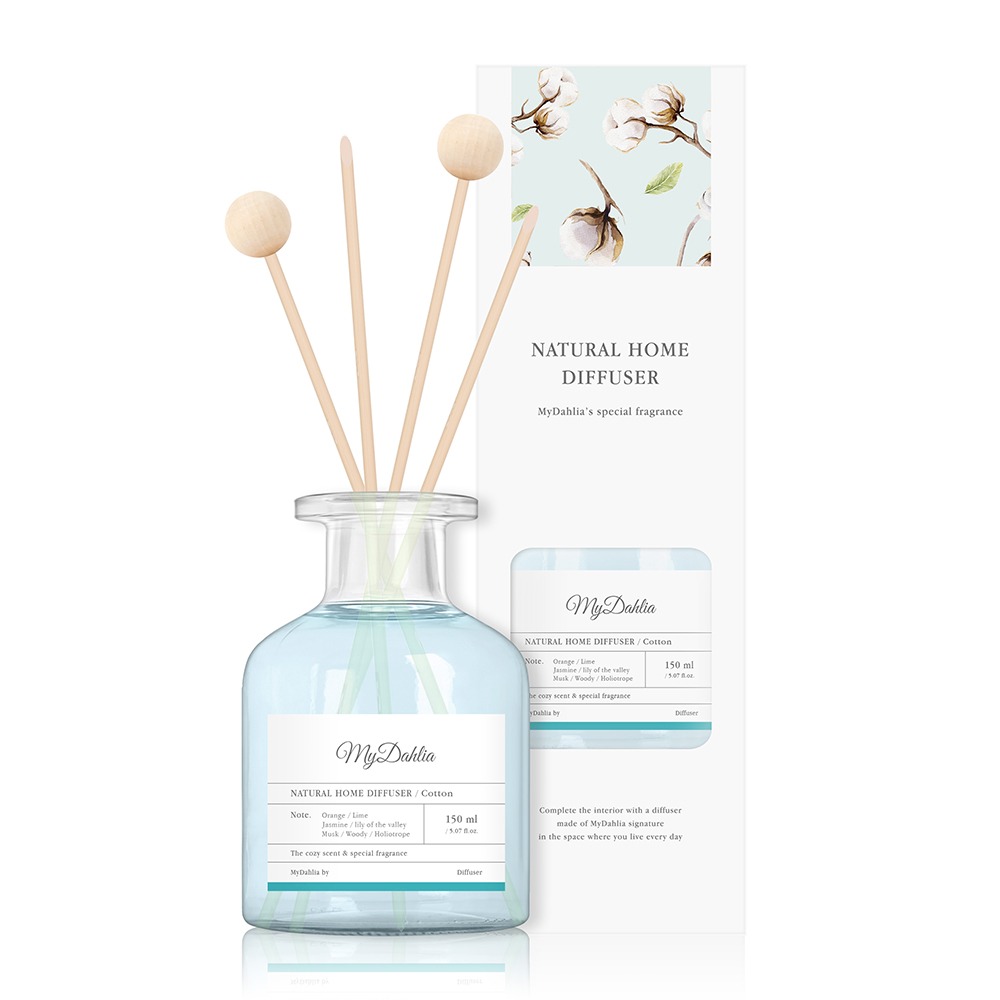 NATURAL HOME
DIFFUSER
MyDahlia's special fragrance
MyDahlia
NATURAL HOME DIFFUSER / Cotton
Note.
Orange / Lime
Jasmine / lily of the valley
Musk / Woody / Holiotrope
150 ml
/ 5.07 fl.oz.
The cozy scent & special fragrance
MyDahlia by
Diffuser
Complete the interior with a diffuser
made of MyDahlia signature
in the space where you live every day
MyDahlia
NATURAL HOME DIFFUSER / Cotton
Note.
Orange / Lime
Jasmine / lily of the valley
Musk / Woody / Holiotrope
150 ml
/ 5.07 fl.oz.
The cozy scent & special fragrance
MyDahlia by
Diffuser